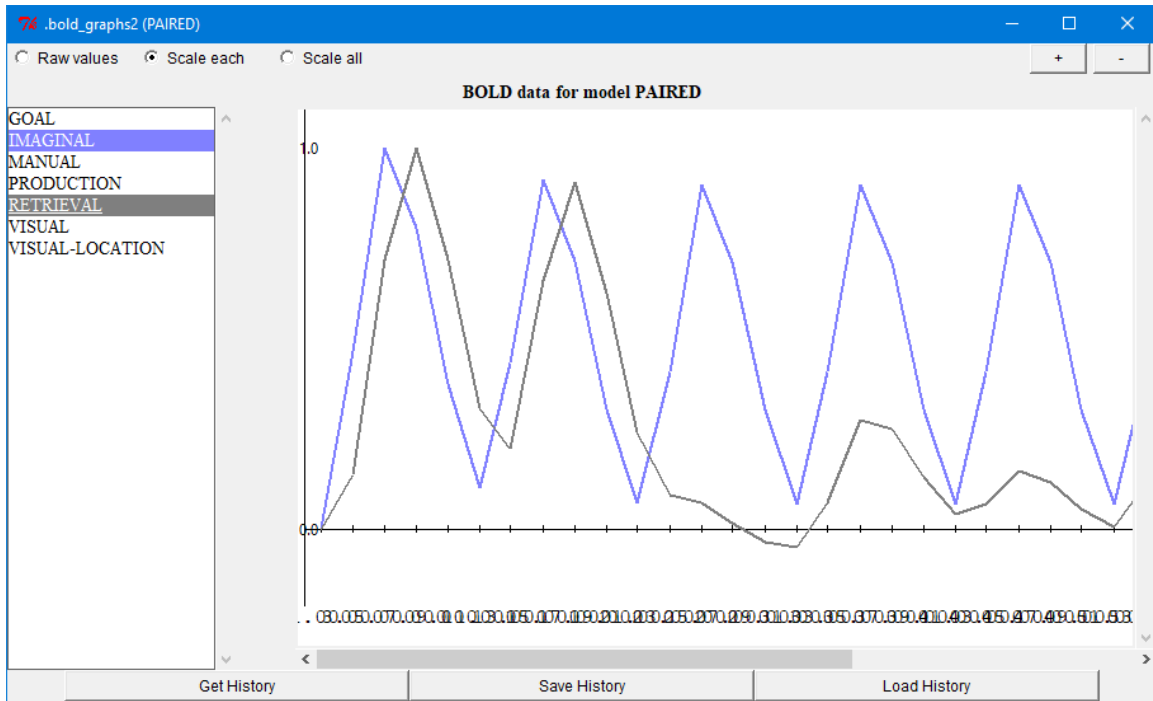 .bold_graphs2 (PAIRED)
Raw values Scale each Scale all + -
BOLD data for model PAIRED
GOAL
IMAGINAL
MANUAL
PRODUCTION
RETRIEVAL
VISUAL
VISUAL-LOCATION
1.0
0.0
Get History Save History Load History